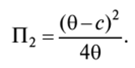 Π₂ = (θ−c)² / 4θ.